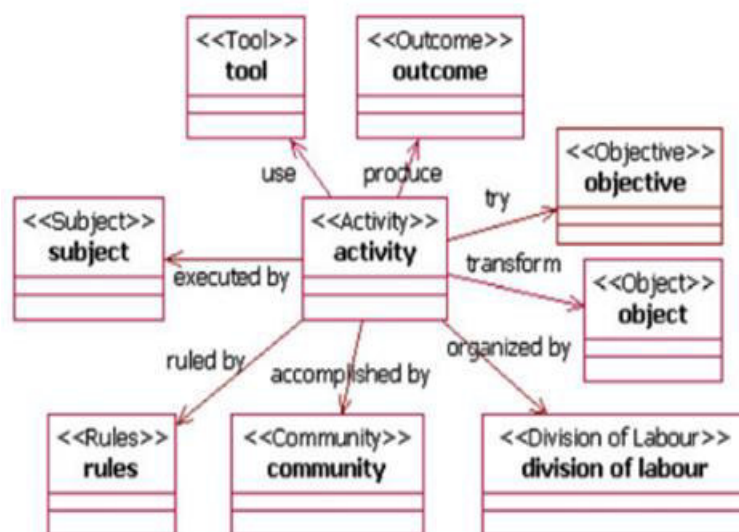 <<Tool>>
tool
<<Outcome>>
outcome
use
produce
<<Objective>>
objective
try
<<Subject>>
subject
<<Activity>>
activity
executed by
transform
<<Object>>
object
ruled by
accomplished by
organized by
<<Rules>>
rules
<<Community>>
community
<<Division of Labour>>
division of labour